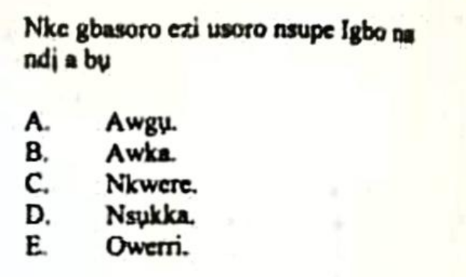 Nke gbasoro ezi usoro nsupe Igbo na
ndị a bụ
A. Awgụ.
B. Awka.
C. Nkwere.
D. Nsụkka.
E. Owerri.